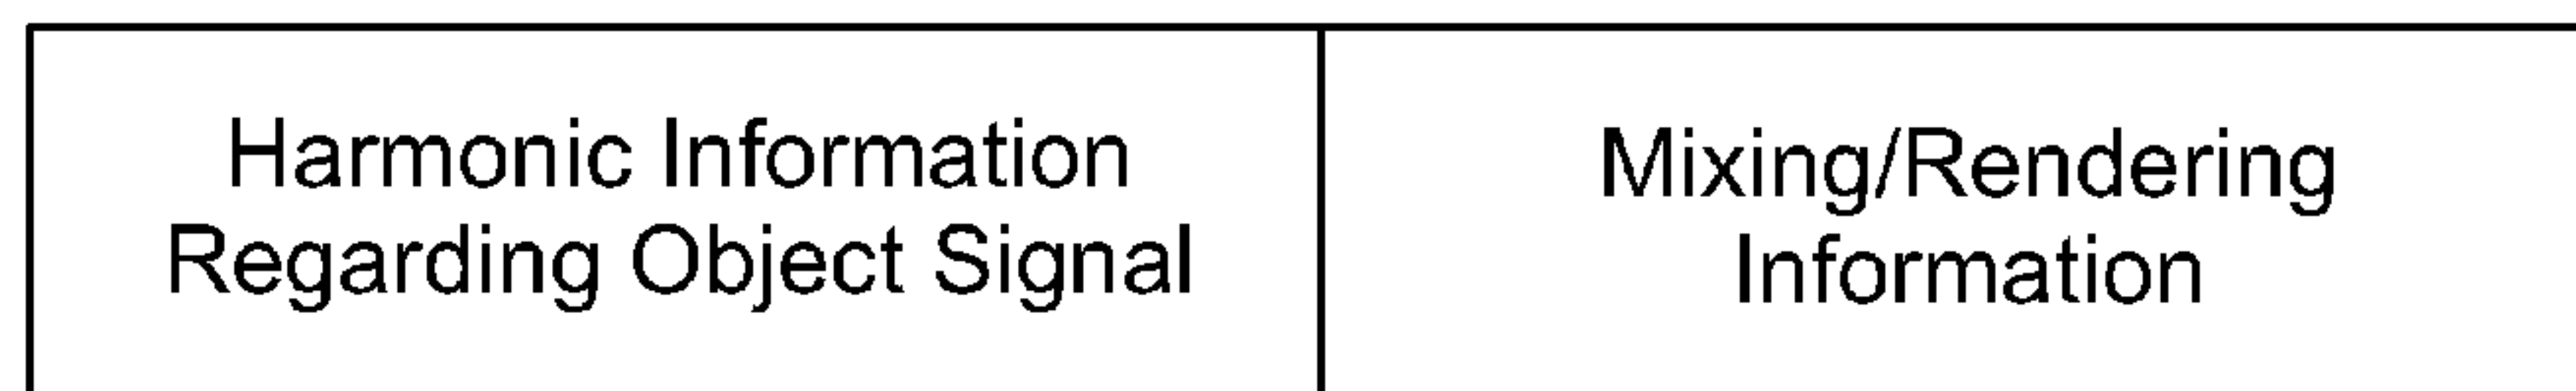 Harmonic Information
Regarding Object Signal
Mixing/Rendering
Information